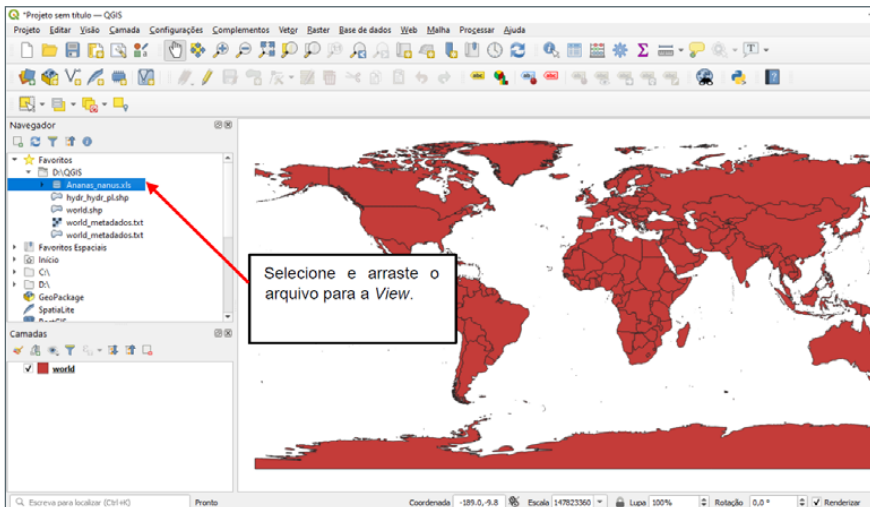 *Projeto sem título — QGIS
Projeto Editar Visão Camada Configurações Complementos Vetor Raster Base de dados Web Malha Processar Ajuda
Navegador
Favoritos
D:\QGIS
Ananas_nanus.xls
hydr_hydr_pl.shp
world.shp
world_metadados.txt
world_metadados.txt
Favoritos Espaciais
Início
C:\
D:\
GeoPackage
SpatiaLite
PostGIS
Selecione e arraste o
arquivo para a View.
Camadas
world
Escreva para localizar (Ctrl+K) Pronto Coordenada -189.0,-9.8 Escala 147823360 Lupa 100% Rotação 0,0 ° Renderizar